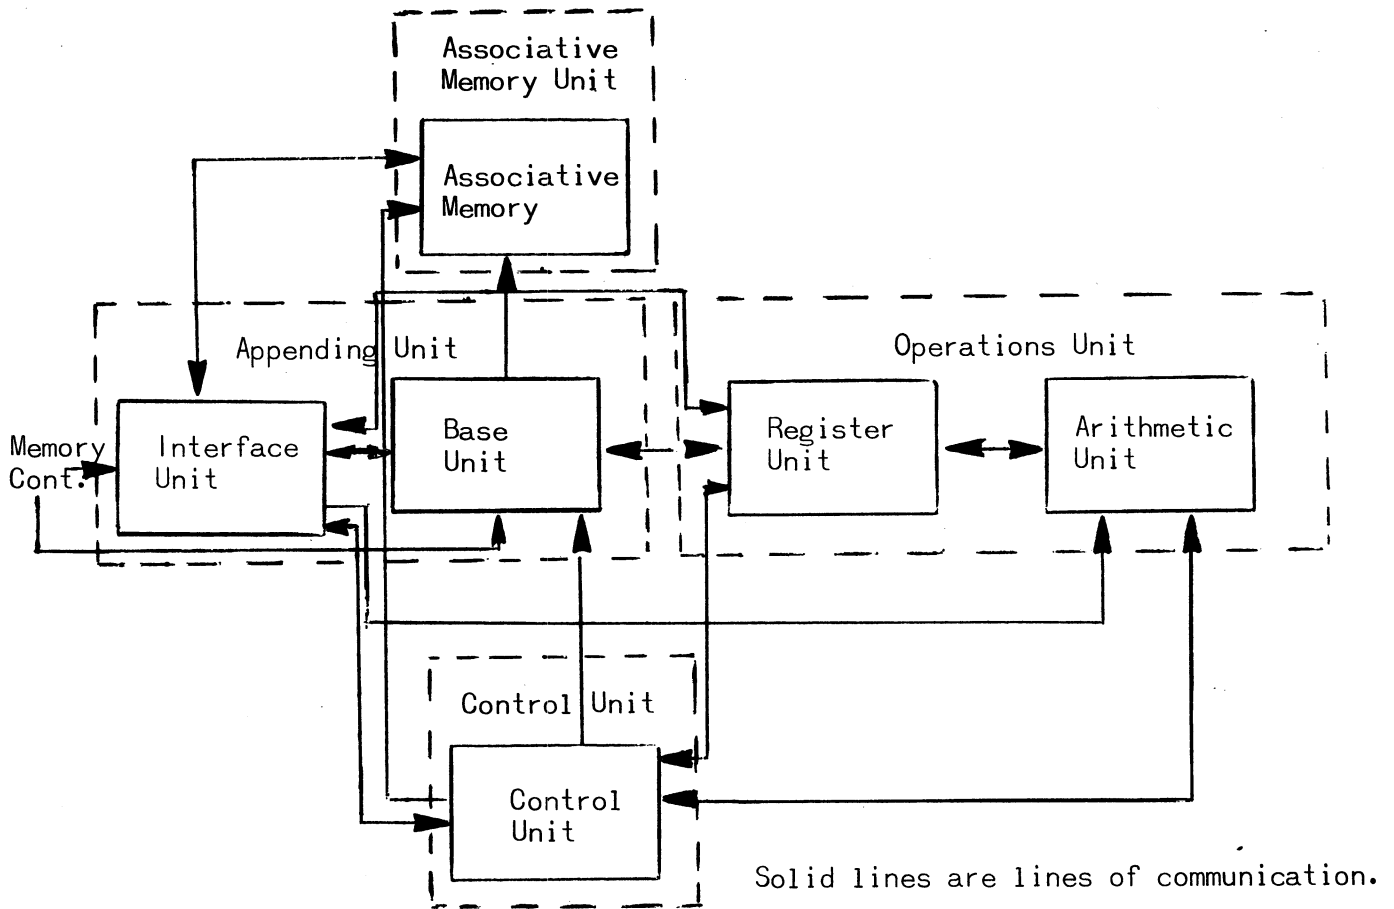 Associative
Memory Unit
Associative
Memory
Appending Unit
Operations Unit
Memory
Cont.
Interface
Unit
Base
Unit
Register
Unit
Arithmetic
Unit
Control Unit
Control
Unit
Solid lines are lines of communication.